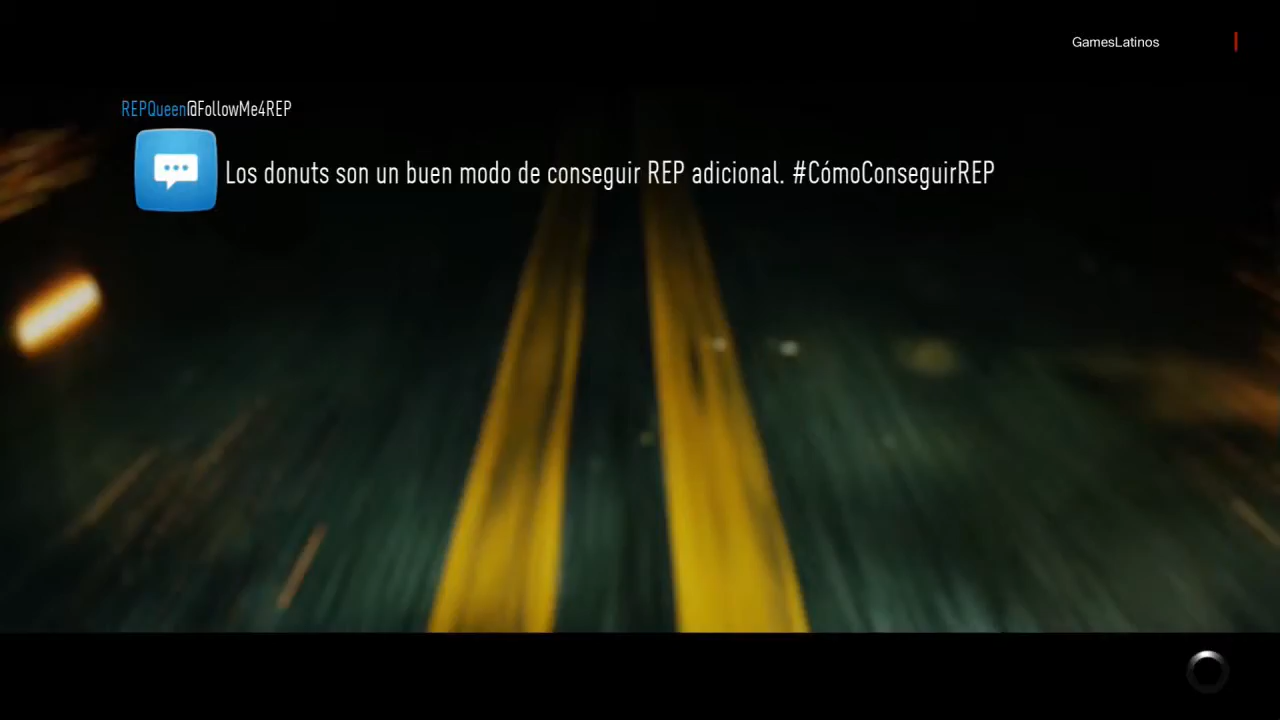 GamesLatinos
REPQueen@FollowMe4REP
Los donuts son un buen modo de conseguir REP adicional. #CómoConseguirREP